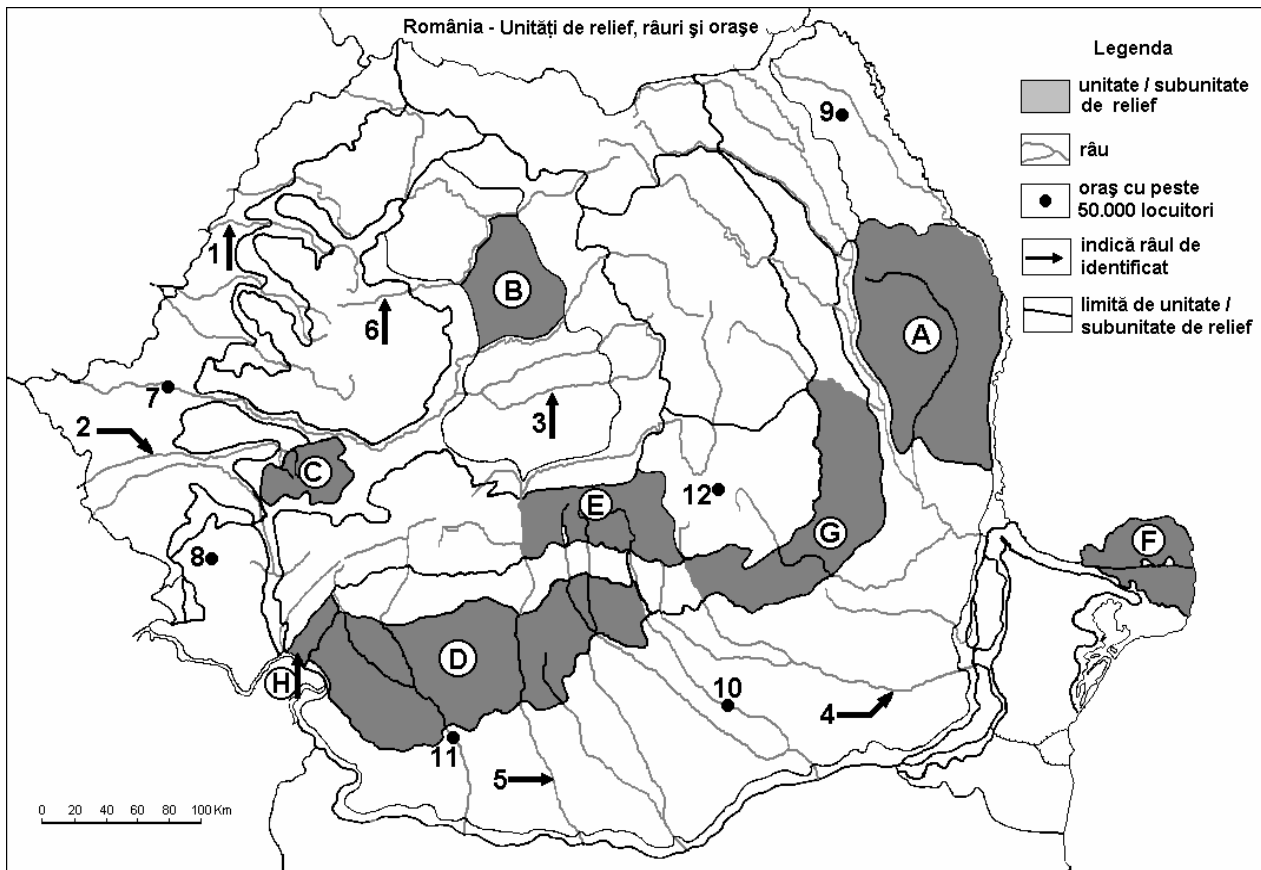 România - Unităţi de relief, râuri şi oraşe
Legenda
unitate / subunitate
de relief
râu
oraş cu peste
50.000 locuitori
indică râul de
identificat
limită de unitate /
subunitate de relief
9
1
B
A
6
7
2
3
C
12
E
G
F
8
D
H
10
4
11
5
0 20 40 60 80 100 Km